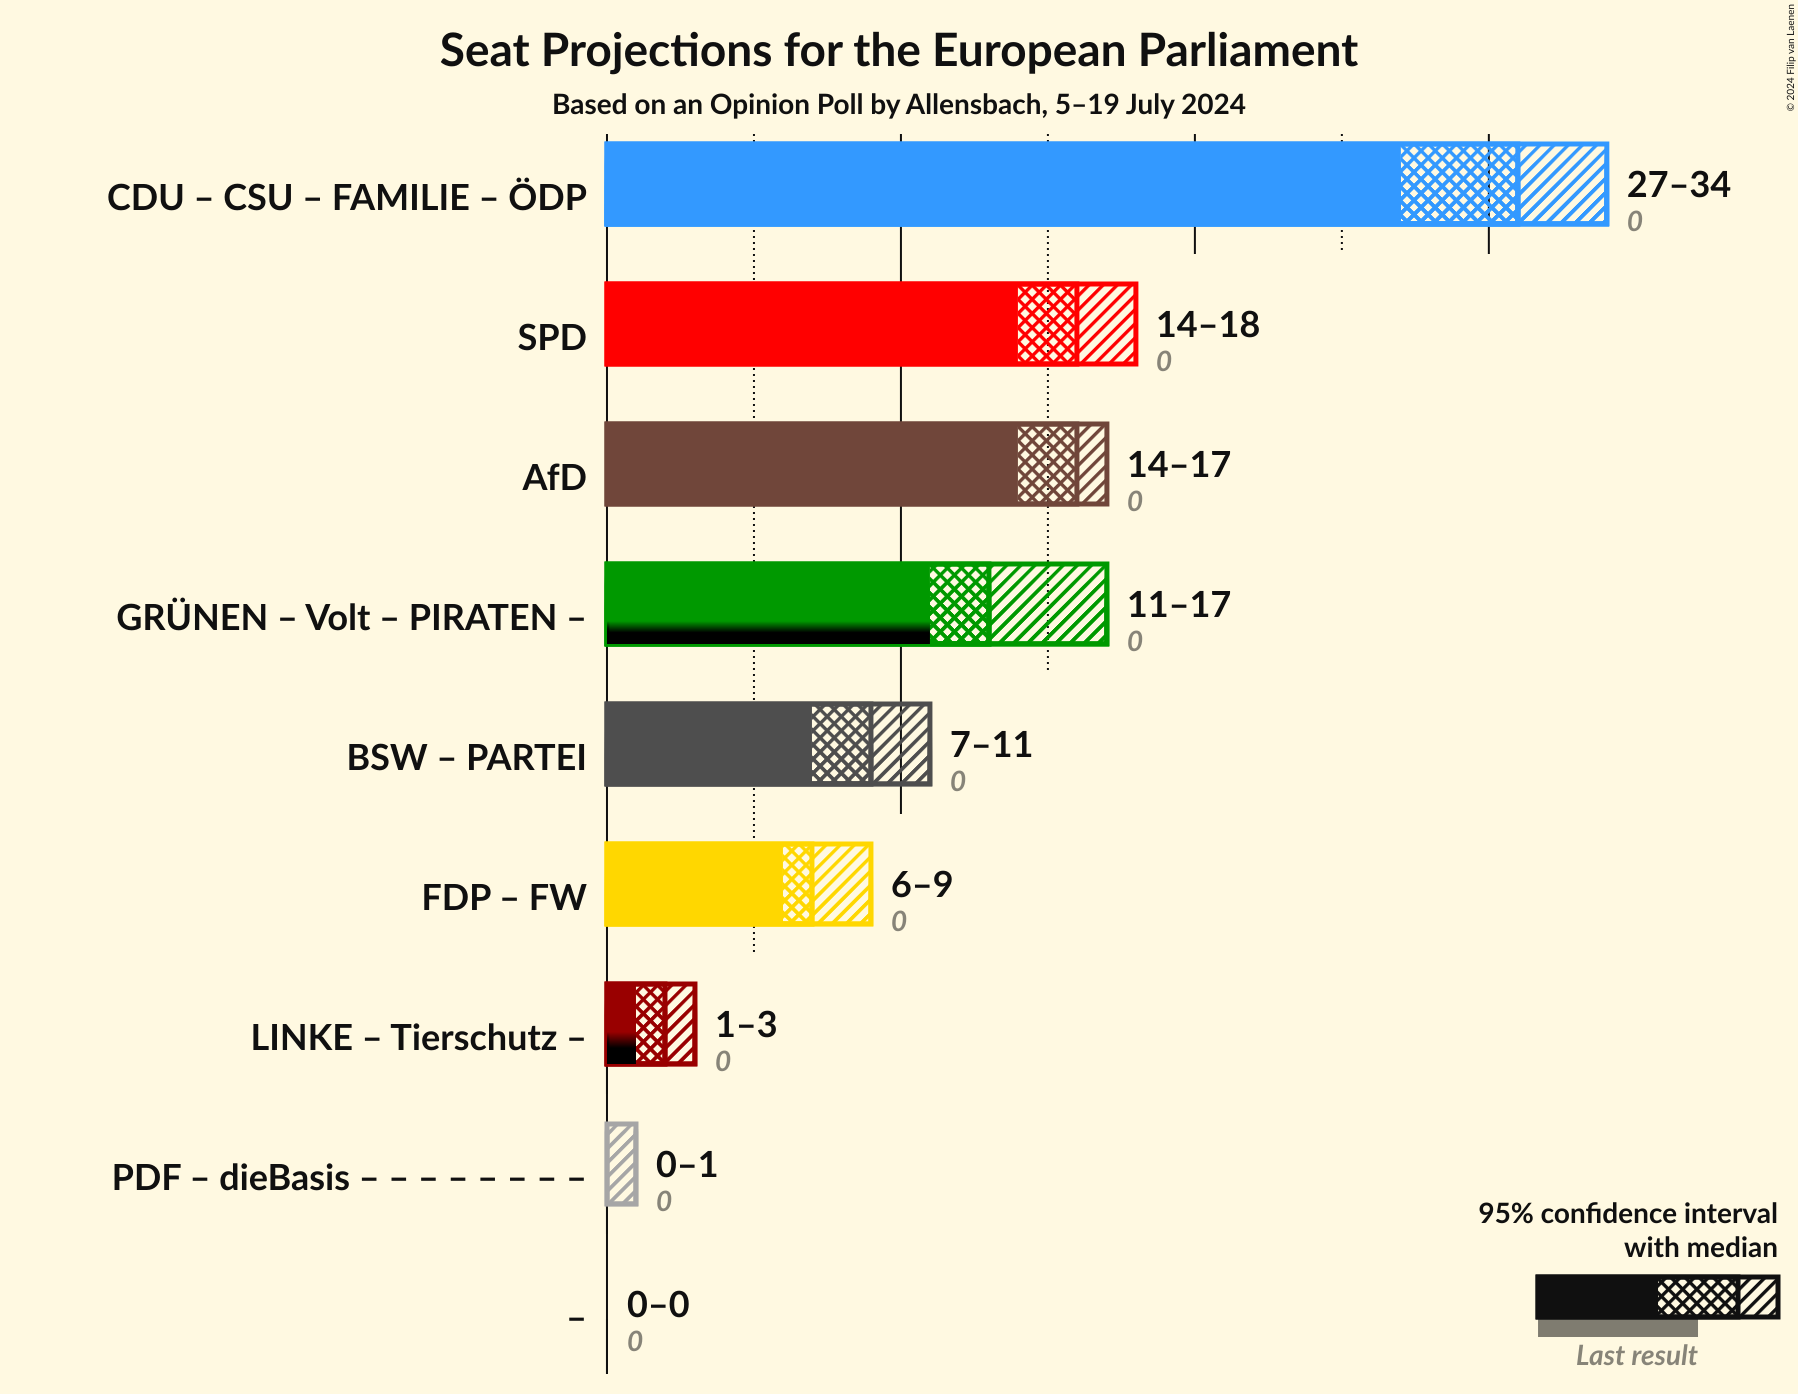 Seat Projections for the European Parliament
Based on an Opinion Poll by Allensbach, 5–19 July 2024
© 2024 Filip van Laenen
CDU – CSU – FAMILIE – ÖDP
27–34
0
SPD
14–18
0
AfD
14–17
0
GRÜNEN – Volt – PIRATEN –
11–17
0
BSW – PARTEI
7–11
0
FDP – FW
6–9
0
LINKE – Tierschutz –
1–3
0
PDF – dieBasis – – – – – – – –
0–1
0
–
0–0
0
95% confidence interval
with median
Last result